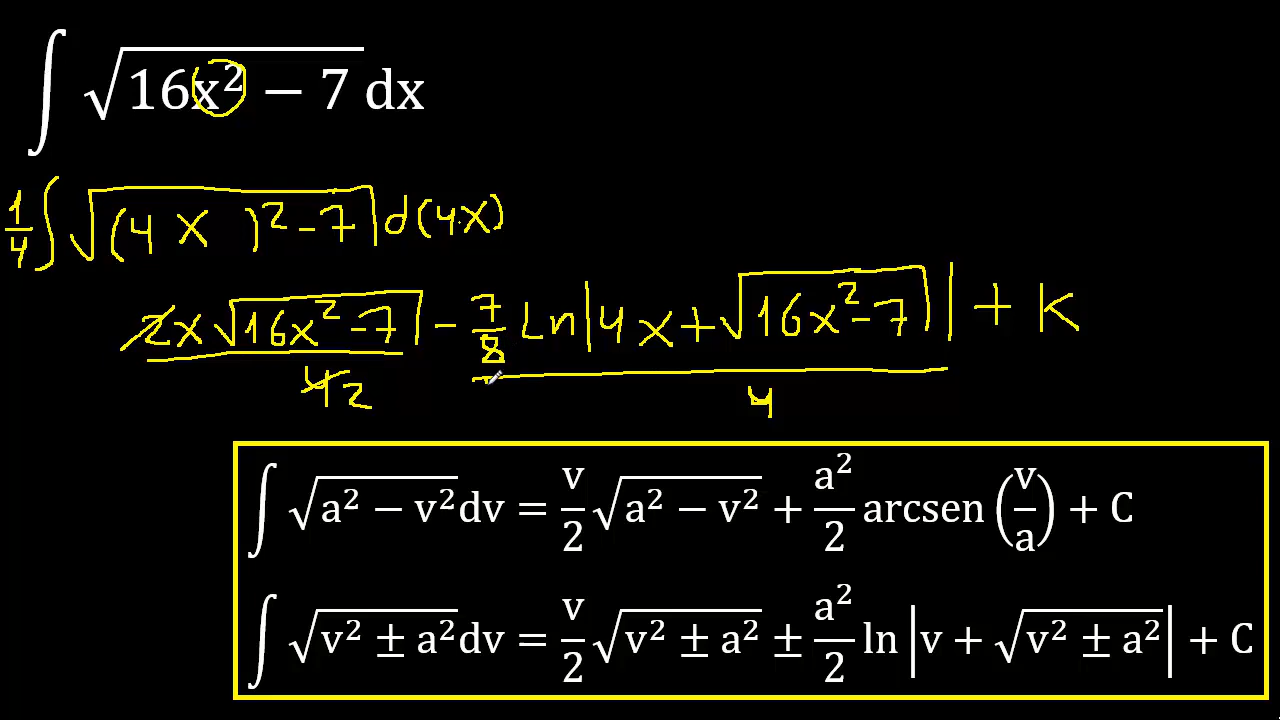 ∫ √(16x² − 7) dx
1/4 ∫ √((4x)² − 7) d(4.x)
2x √(16x² − 7) / 4 2 − 7/8 Ln|4x + √(16x² − 7)| / 4 + K
∫ √(a² − v²) dv = v/2 √(a² − v²) + a²/2 arcsen (v/a) + C
∫ √(v² ± a²) dv = v/2 √(v² ± a²) ± a²/2 ln |v + √(v² ± a²)| + C